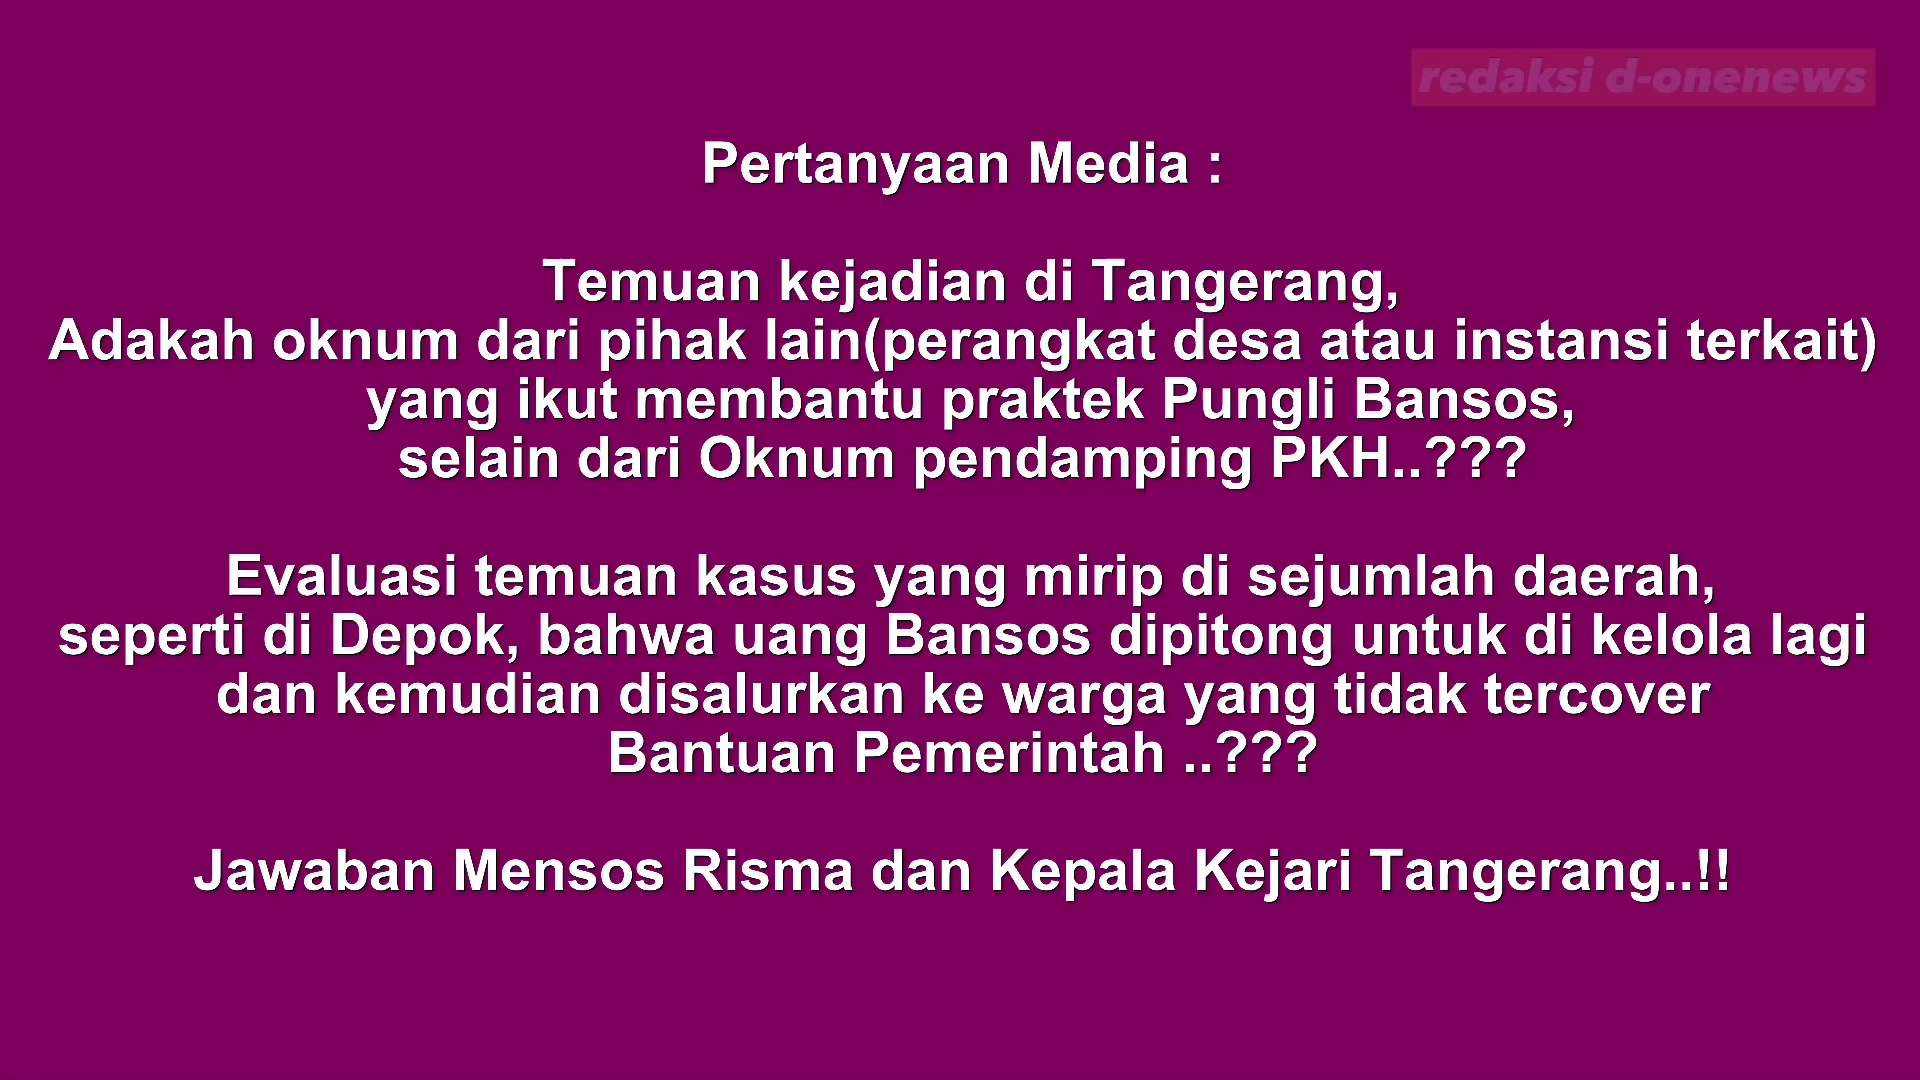 redaksi d-onenews
Pertanyaan Media :
Temuan kejadian di Tangerang,
Adakah oknum dari pihak lain(perangkat desa atau instansi terkait)
yang ikut membantu praktek Pungli Bansos,
selain dari Oknum pendamping PKH..???
Evaluasi temuan kasus yang mirip di sejumlah daerah,
seperti di Depok, bahwa uang Bansos dipitong untuk di kelola lagi
dan kemudian disalurkan ke warga yang tidak tercover
Bantuan Pemerintah ..???
Jawaban Mensos Risma dan Kepala Kejari Tangerang..!!